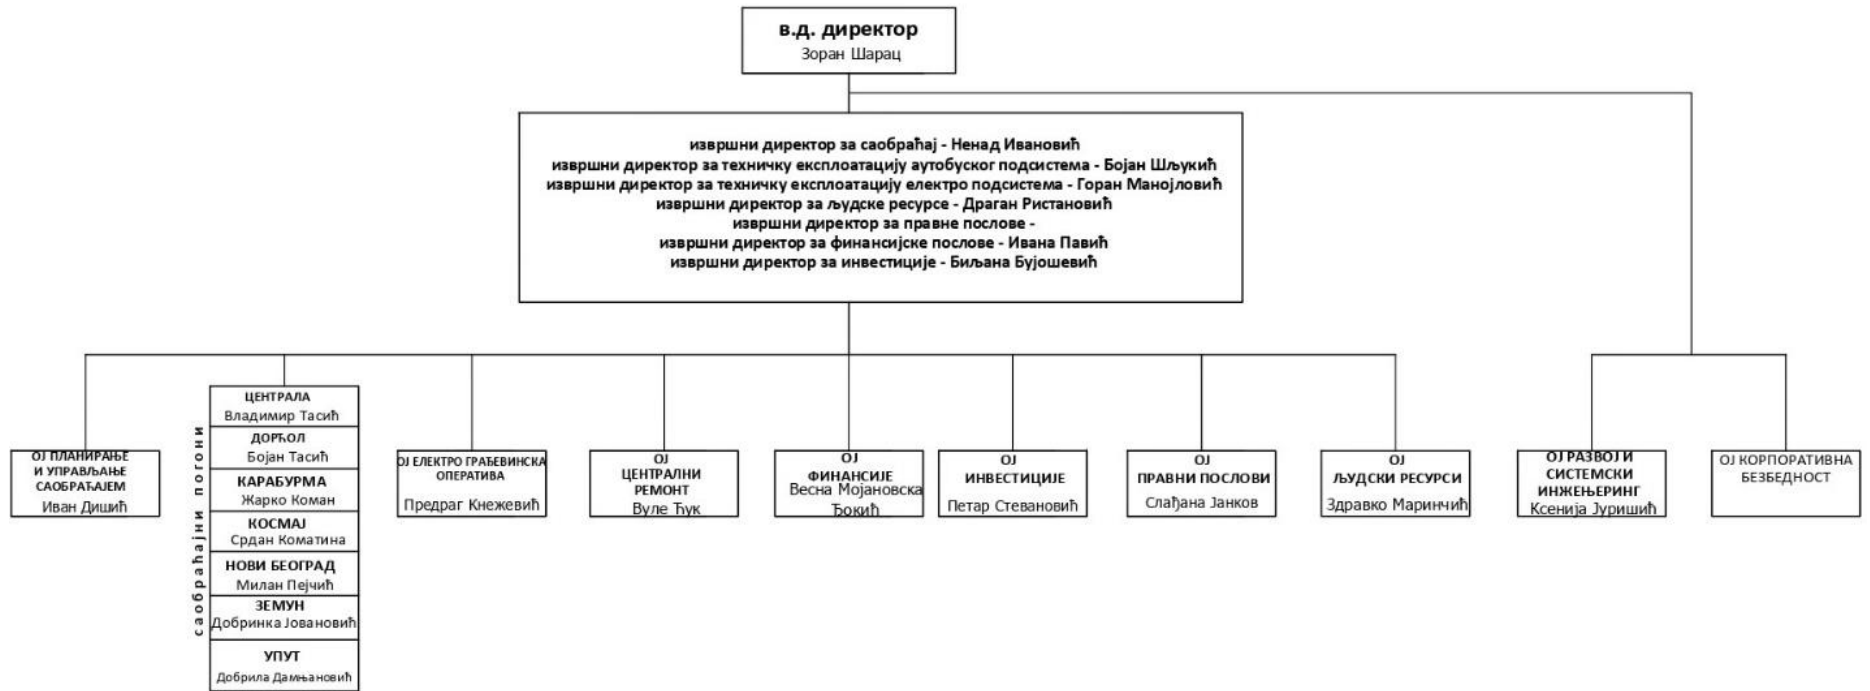 в.д. директор
Зоран Шарац
извршни директор за саобраћај - Ненад Ивановић
извршни директор за техничку експлоатацију аутобуског подсистема - Бојан Шљукић
извршни директор за техничку експлоатацију електро подсистема - Горан Манојловић
извршни директор за људске ресурсе - Драган Ристановић
извршни директор за правне послове -
извршни директор за финансијске послове - Ивана Павић
извршни директор за инвестиције - Биљана Бујошевић
ОЈ ПЛАНИРАЊЕ
И УПРАВЉАЊЕ
САОБРАЋАЈЕМ
Иван Дишић
саобраћајни погони
ЦЕНТРАЛА
Владимир Тасић
ДОРЋОЛ
Бојан Тасић
КАРАБУРМА
Жарко Коман
КОСМАЈ
Срдан Коматина
НОВИ БЕОГРАД
Милан Пејчић
ЗЕМУН
Добринка Јовановић
УПУТ
Добрила Дамњановић
ОЈ ЕЛЕКТРО ГРАЂЕВИНСКА
ОПЕРАТИВА
Предраг Кнежевић
ОЈ
ЦЕНТРАЛНИ
РЕМОНТ
Вуле Ћук
ОЈ
ФИНАНСИЈЕ
Весна Мојановска
Ђокић
ОЈ
ИНВЕСТИЦИЈЕ
Петар Стевановић
ОЈ
ПРАВНИ ПОСЛОВИ
Слађана Јанков
ОЈ
ЉУДСКИ РЕСУРСИ
Здравко Маринчић
ОЈ РАЗВОЈ И
СИСТЕМСКИ
ИНЖЕЊЕРИНГ
Ксенија Јуришић
ОЈ КОРПОРАТИВНА
БЕЗБЕДНОСТ